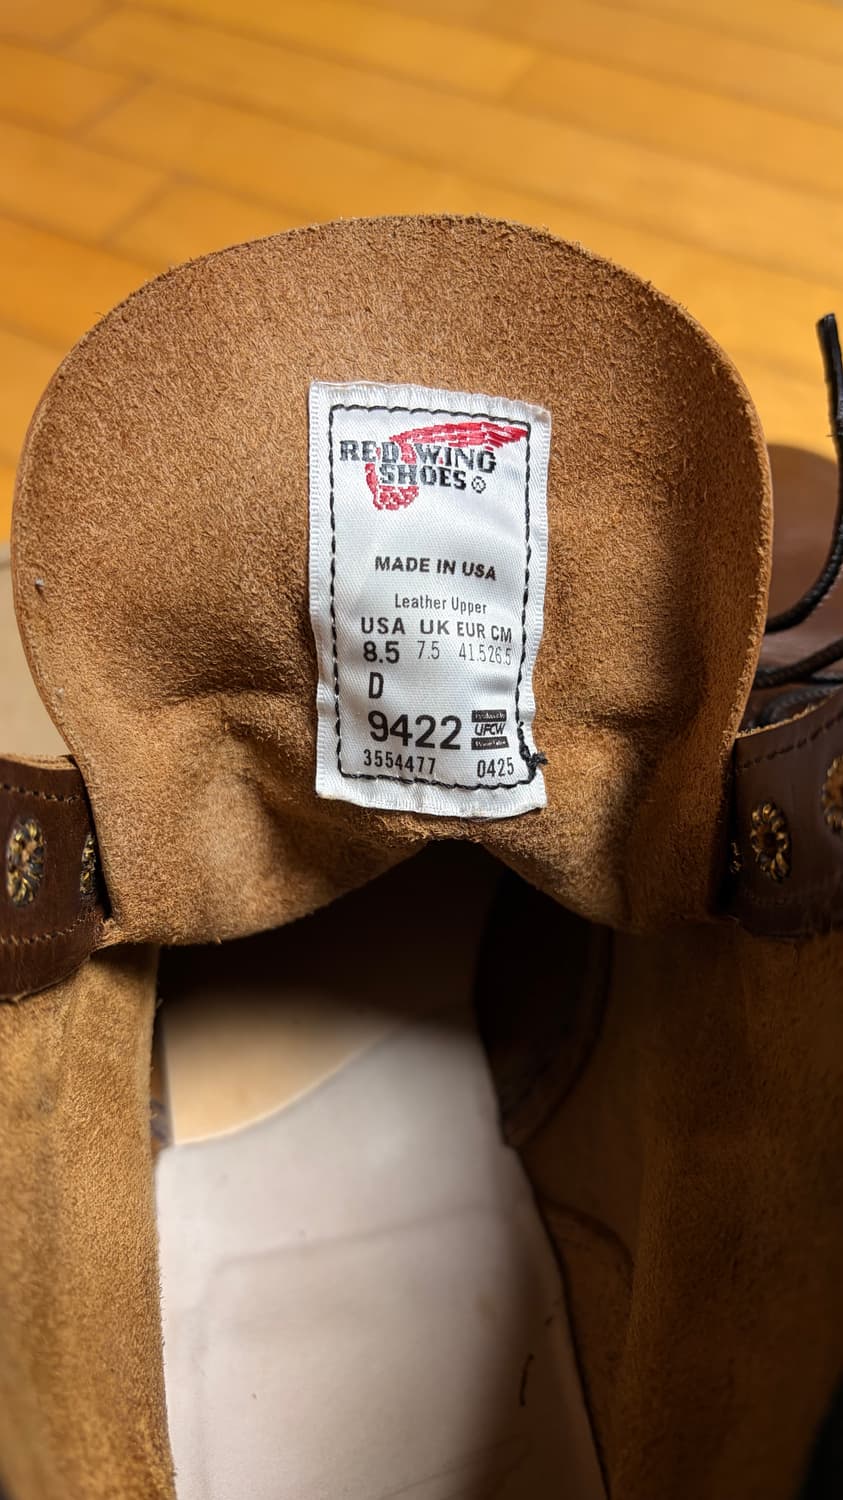 RED WING
SHOES ®
MADE IN USA
Leather Upper
USA UK EUR CM
8.5 7.5 41.5 26.5
D
9422 UFCW
3554477 0425